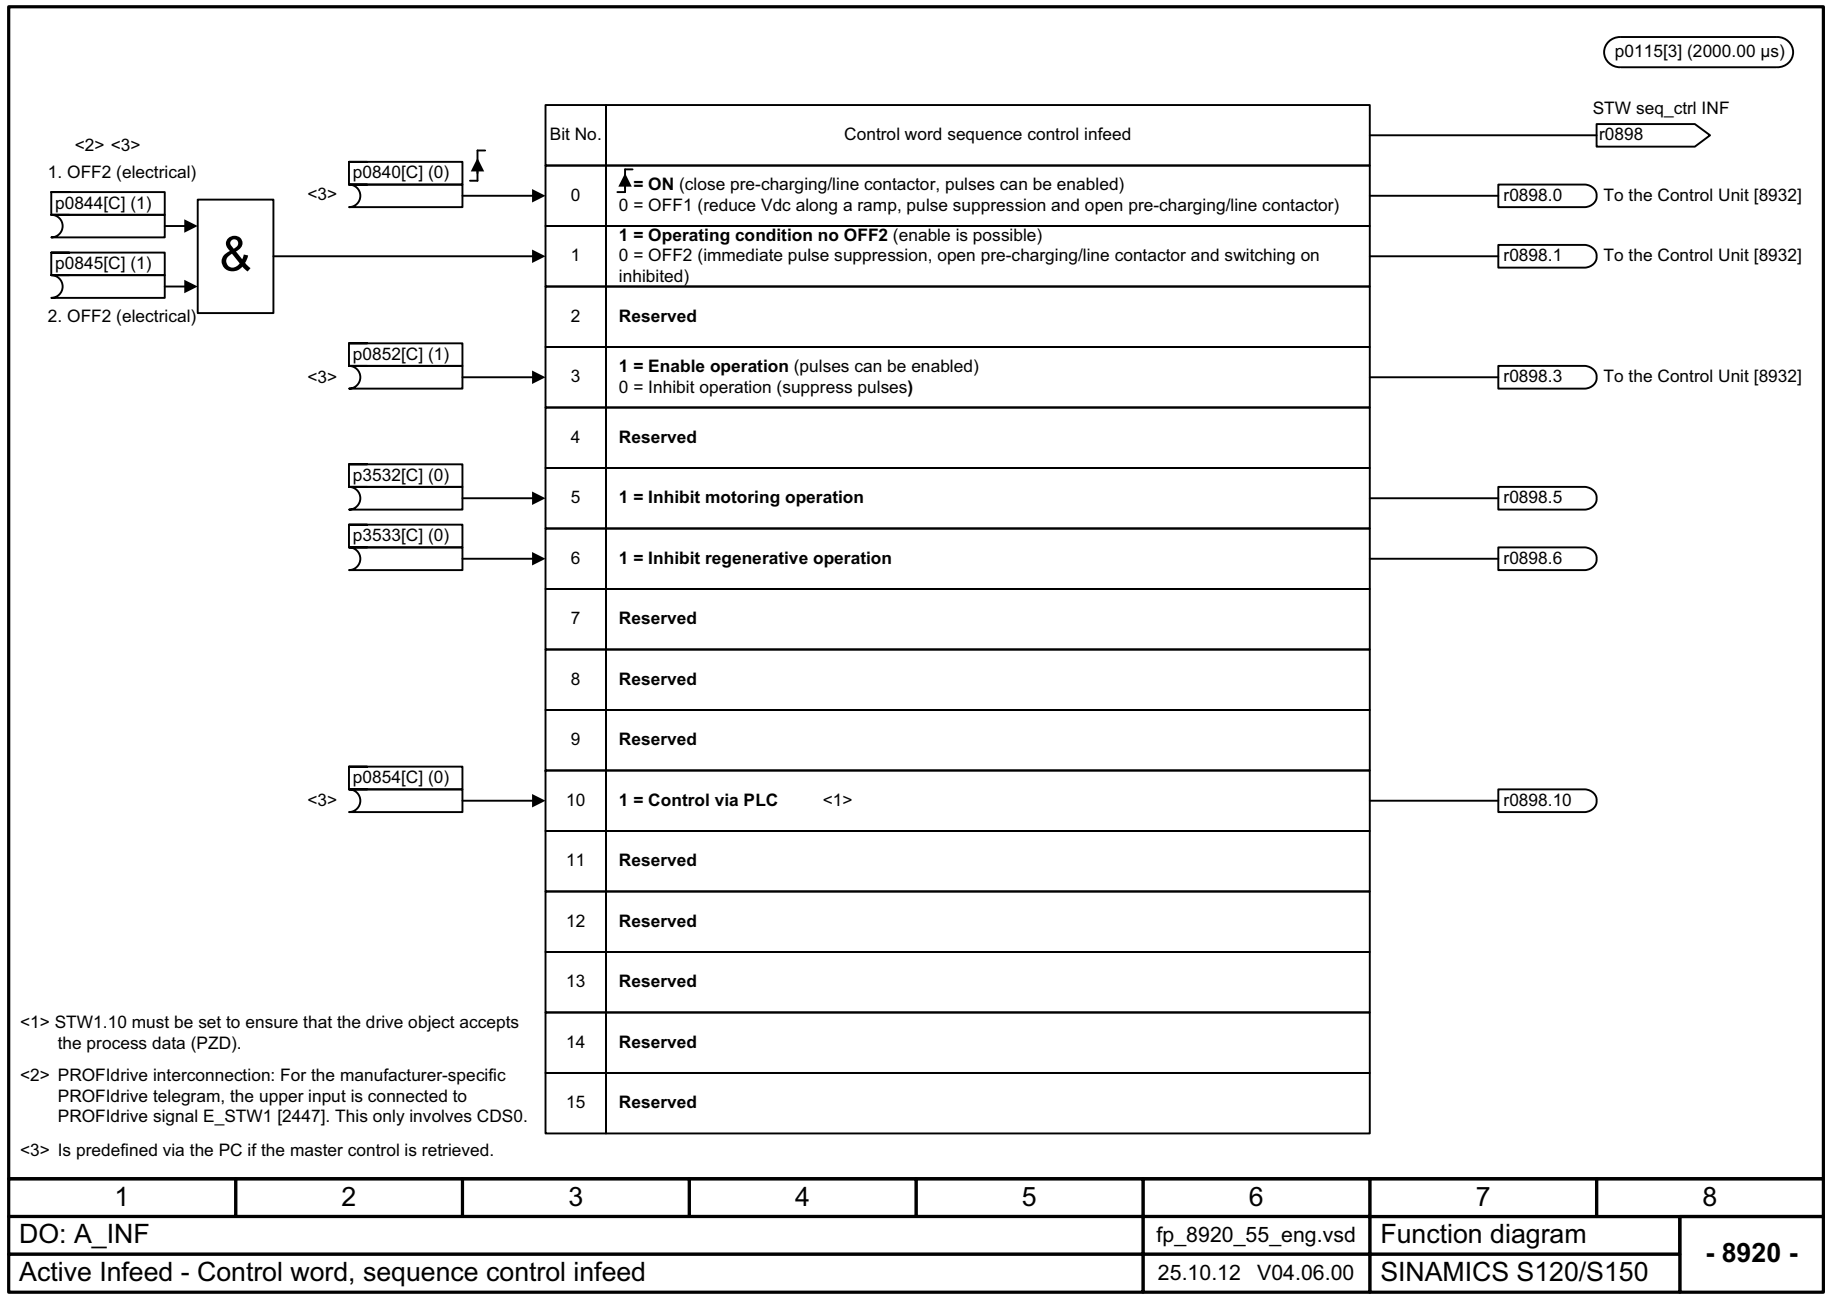 p0115[3] (2000.00 µs)
STW seq_ctrl INF
r0898
Bit No.
Control word sequence control infeed
<2> <3>
1. OFF2 (electrical)
p0844[C] (1)
p0845[C] (1)
&
2. OFF2 (electrical)
<3>
p0840[C] (0)
0
= ON (close pre-charging/line contactor, pulses can be enabled)
0 = OFF1 (reduce Vdc along a ramp, pulse suppression and open pre-charging/line contactor)
r0898.0
To the Control Unit [8932]
1
1 = Operating condition no OFF2 (enable is possible)
0 = OFF2 (immediate pulse suppression, open pre-charging/line contactor and switching on
inhibited)
r0898.1
To the Control Unit [8932]
2
Reserved
<3>
p0852[C] (1)
3
1 = Enable operation (pulses can be enabled)
0 = Inhibit operation (suppress pulses)
r0898.3
To the Control Unit [8932]
4
Reserved
p3532[C] (0)
5
1 = Inhibit motoring operation
r0898.5
p3533[C] (0)
6
1 = Inhibit regenerative operation
r0898.6
7
Reserved
8
Reserved
9
Reserved
<3>
p0854[C] (0)
10
1 = Control via PLC <1>
r0898.10
11
Reserved
12
Reserved
13
Reserved
14
Reserved
15
Reserved
<1> STW1.10 must be set to ensure that the drive object accepts
the process data (PZD).
<2> PROFIdrive interconnection: For the manufacturer-specific
PROFIdrive telegram, the upper input is connected to
PROFIdrive signal E_STW1 [2447]. This only involves CDS0.
<3> Is predefined via the PC if the master control is retrieved.
1 2 3 4 5 6 7 8
DO: A_INF
fp_8920_55_eng.vsd
Function diagram
- 8920 -
Active Infeed - Control word, sequence control infeed
25.10.12 V04.06.00
SINAMICS S120/S150